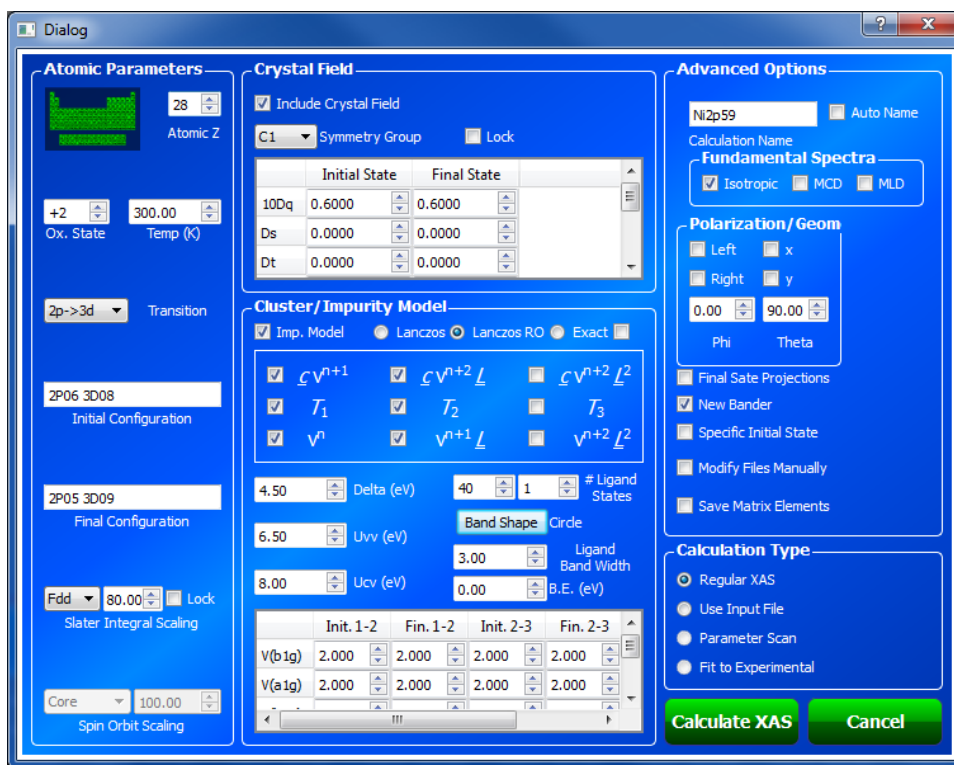 Dialog
Atomic Parameters
28
Atomic Z
+2 300.00
Ox. State Temp (K)
2p->3d Transition
2P06 3D08
Initial Configuration
2P05 3D09
Final Configuration
Fdd 80.00 Lock
Slater Integral Scaling
Core 100.00
Spin Orbit Scaling
Crystal Field
Include Crystal Field
C1 Symmetry Group Lock
Initial State Final State
10Dq 0.6000 0.6000
Ds 0.0000 0.0000
Dt 0.0000 0.0000
Cluster/Impurity Model
Imp. Model Lanczos Lanczos RO Exact
c vⁿ⁺¹ c vⁿ⁺² L c vⁿ⁺² L²
T₁ T₂ T₃
vⁿ vⁿ⁺¹ L vⁿ⁺² L²
4.50 Delta (eV) 40 1 # Ligand
States
6.50 Uvv (eV) Band Shape Circle
3.00 Ligand
Band Width
8.00 Ucv (eV) 0.00 B.E. (eV)
Init. 1-2 Fin. 1-2 Init. 2-3 Fin. 2-3
V(b1g) 2.000 2.000 2.000 2.000
V(a1g) 2.000 2.000 2.000 2.000
Advanced Options
Ni2p59 Auto Name
Calculation Name
Fundamental Spectra
Isotropic MCD MLD
Polarization/Geom
Left x
Right y
0.00 90.00
Phi Theta
Final Sate Projections
New Bander
Specific Initial State
Modify Files Manually
Save Matrix Elements
Calculation Type
Regular XAS
Use Input File
Parameter Scan
Fit to Experimental
Calculate XAS Cancel